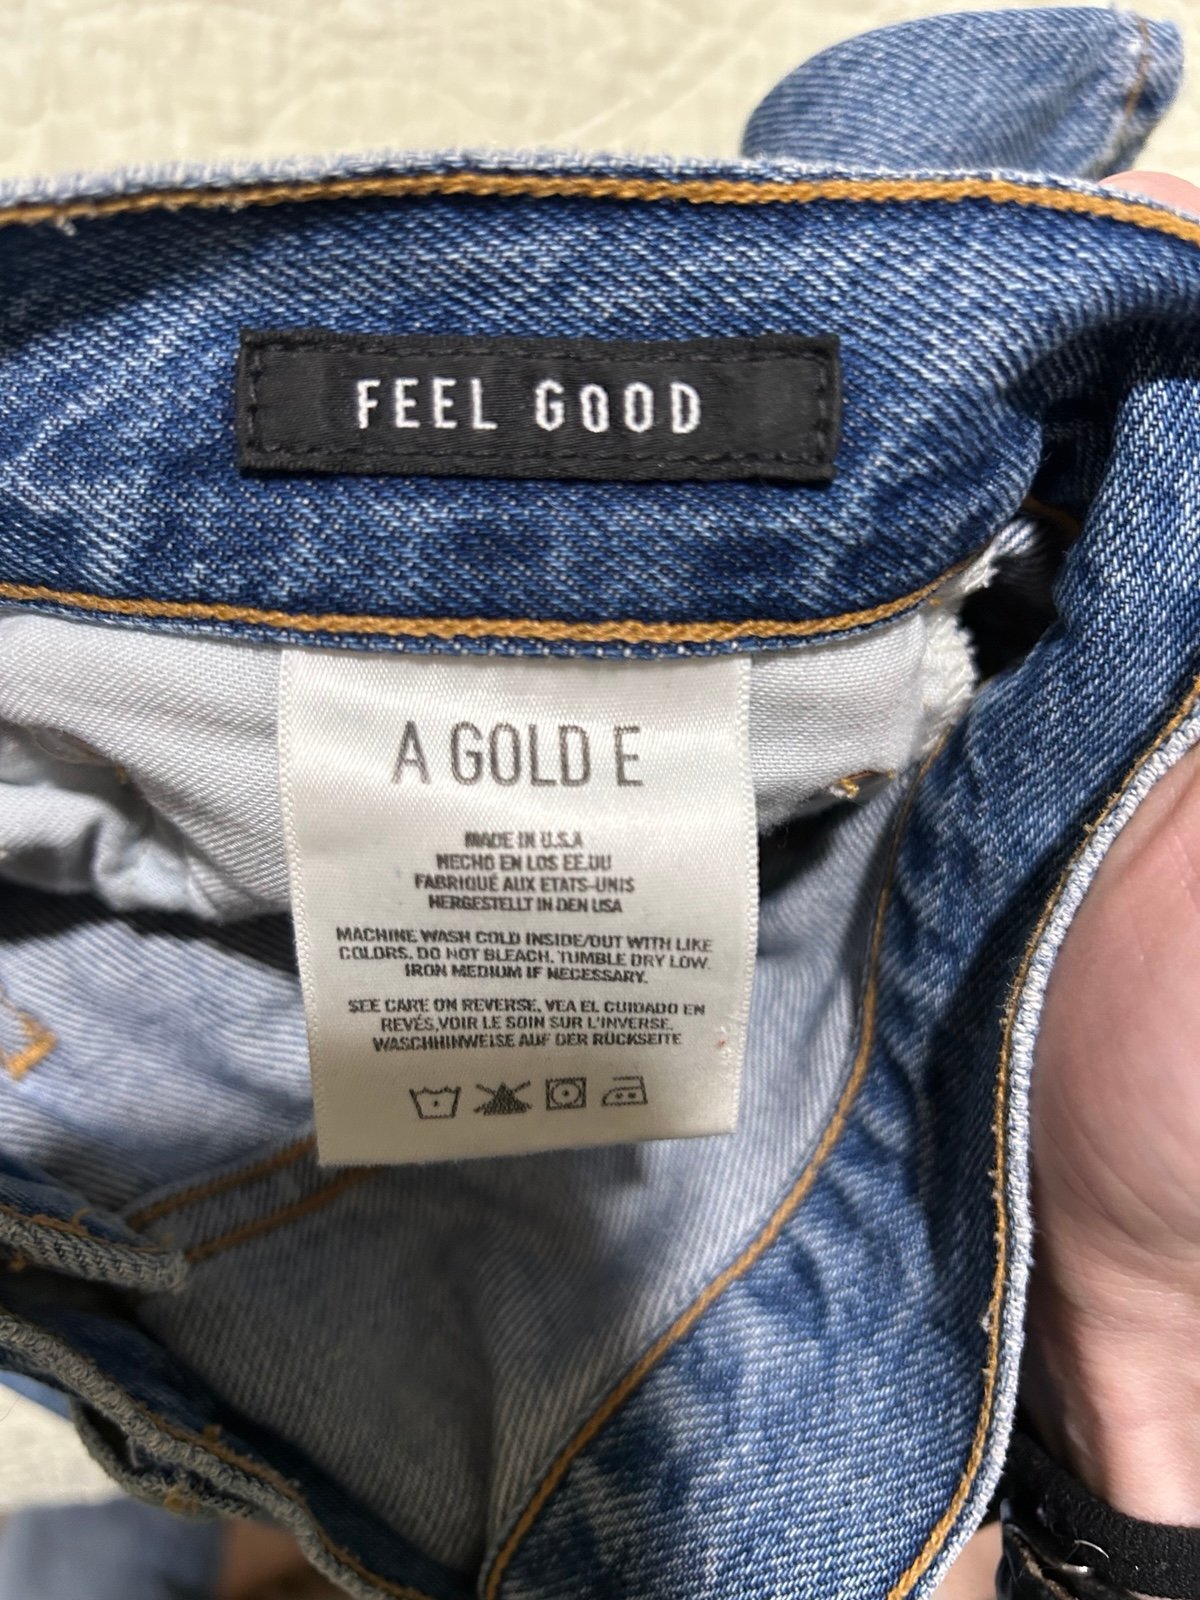 FEEL GOOD
A GOLD E
MADE IN U.S.A
HECHO EN LOS EE.UU
FABRIQUÉ AUX ETATS-UNIS
HERGESTELLT IN DEN USA
MACHINE WASH COLD INSIDE/OUT WITH LIKE
COLORS. DO NOT BLEACH. TUMBLE DRY LOW.
IRON MEDIUM IF NECESSARY.
SEE CARE ON REVERSE. VEA EL CUIDADO EN
REVÉS,VOIR LE SOIN SUR L'INVERSE.
WASCHHINWEISE AUF DER RÜCKSEITE